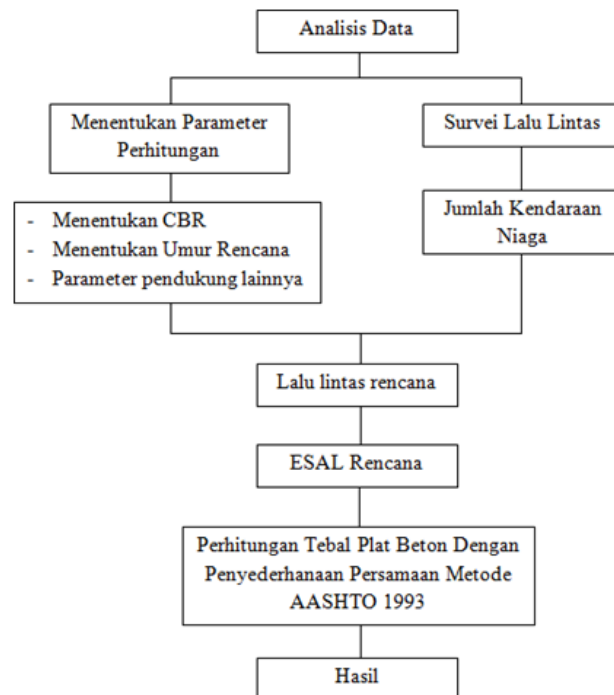 Analisis Data
Menentukan Parameter
Perhitungan
Survei Lalu Lintas
- Menentukan CBR
- Menentukan Umur Rencana
- Parameter pendukung lainnya
Jumlah Kendaraan
Niaga
Lalu lintas rencana
ESAL Rencana
Perhitungan Tebal Plat Beton Dengan
Penyederhanaan Persamaan Metode
AASHTO 1993
Hasil